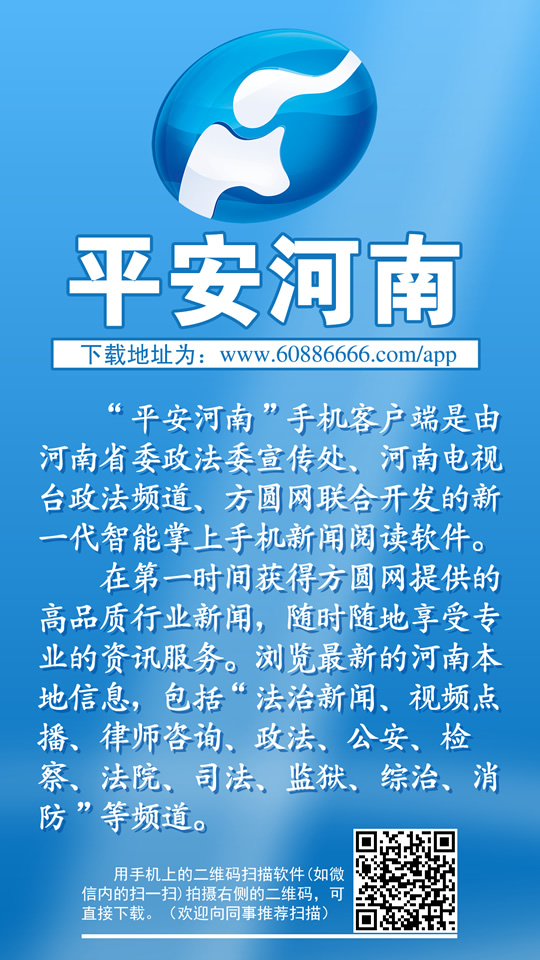 平安河南
下载地址为：www.60886666.com/app
“平安河南”手机客户端是由
河南省委政法委宣传处、河南电视
台政法频道、方圆网联合开发的新
一代智能掌上手机新闻阅读软件。
在第一时间获得方圆网提供的
高品质行业新闻，随时随地享受专
业的资讯服务。浏览最新的河南本
地信息，包括“法治新闻、视频点
播、律师咨询、政法、公安、检
察、法院、司法、监狱、综治、消
防”等频道。
用手机上的二维码扫描软件(如微
信内的扫一扫)拍摄右侧的二维码，可
直接下载。（欢迎向同事推荐扫描）